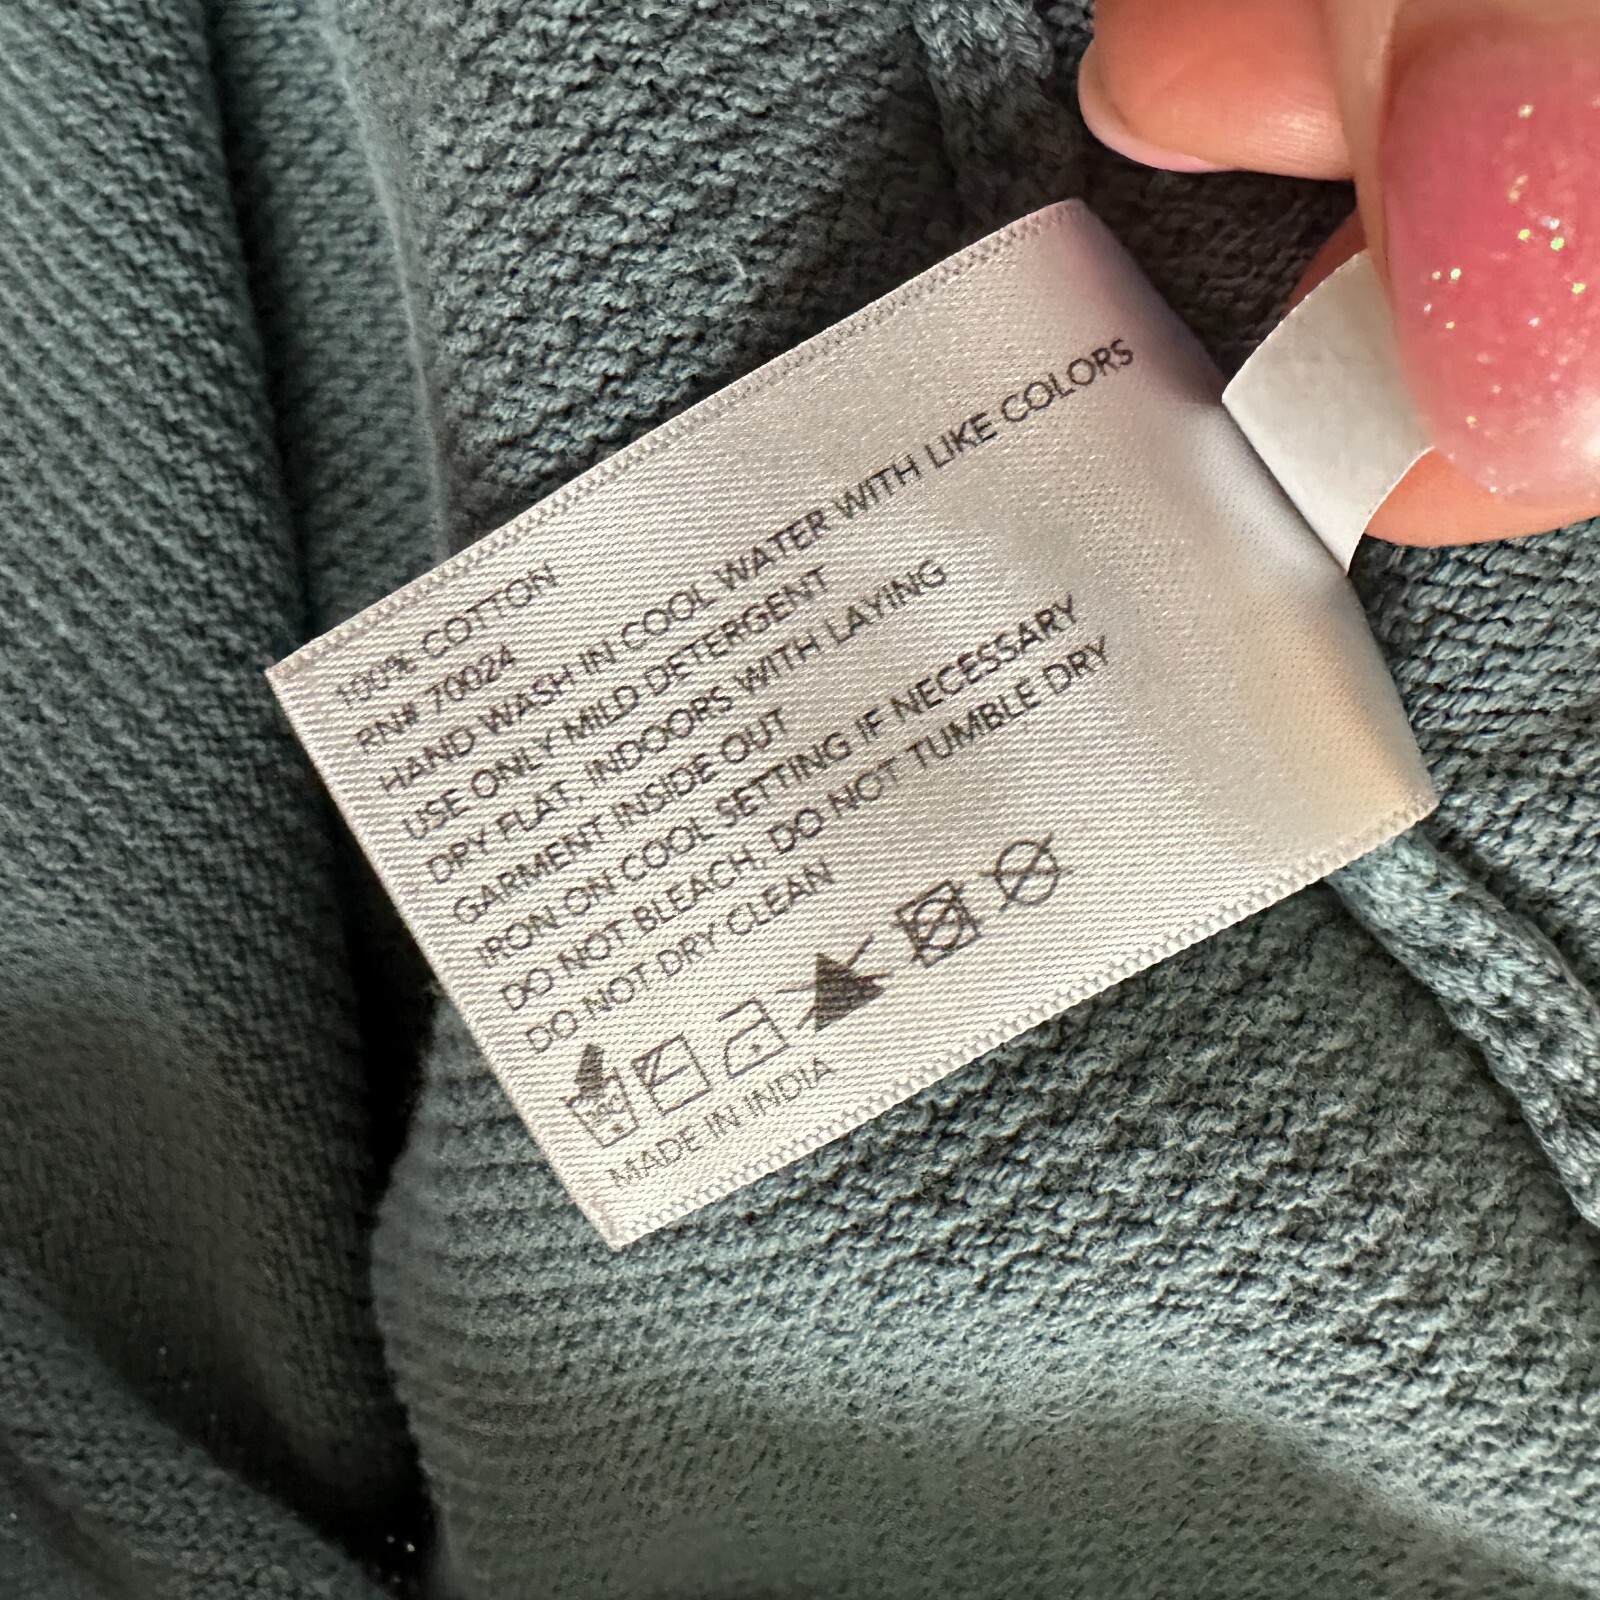 100% COTTON
RN# 70024
HAND WASH IN COOL WATER WITH LIKE COLORS
USE ONLY MILD DETERGENT
DRY FLAT, INDOORS WITH LAYING
GARMENT INSIDE OUT
IRON ON COOL SETTING IF NECESSARY
DO NOT BLEACH, DO NOT TUMBLE DRY
DO NOT DRY CLEAN
MADE IN INDIA